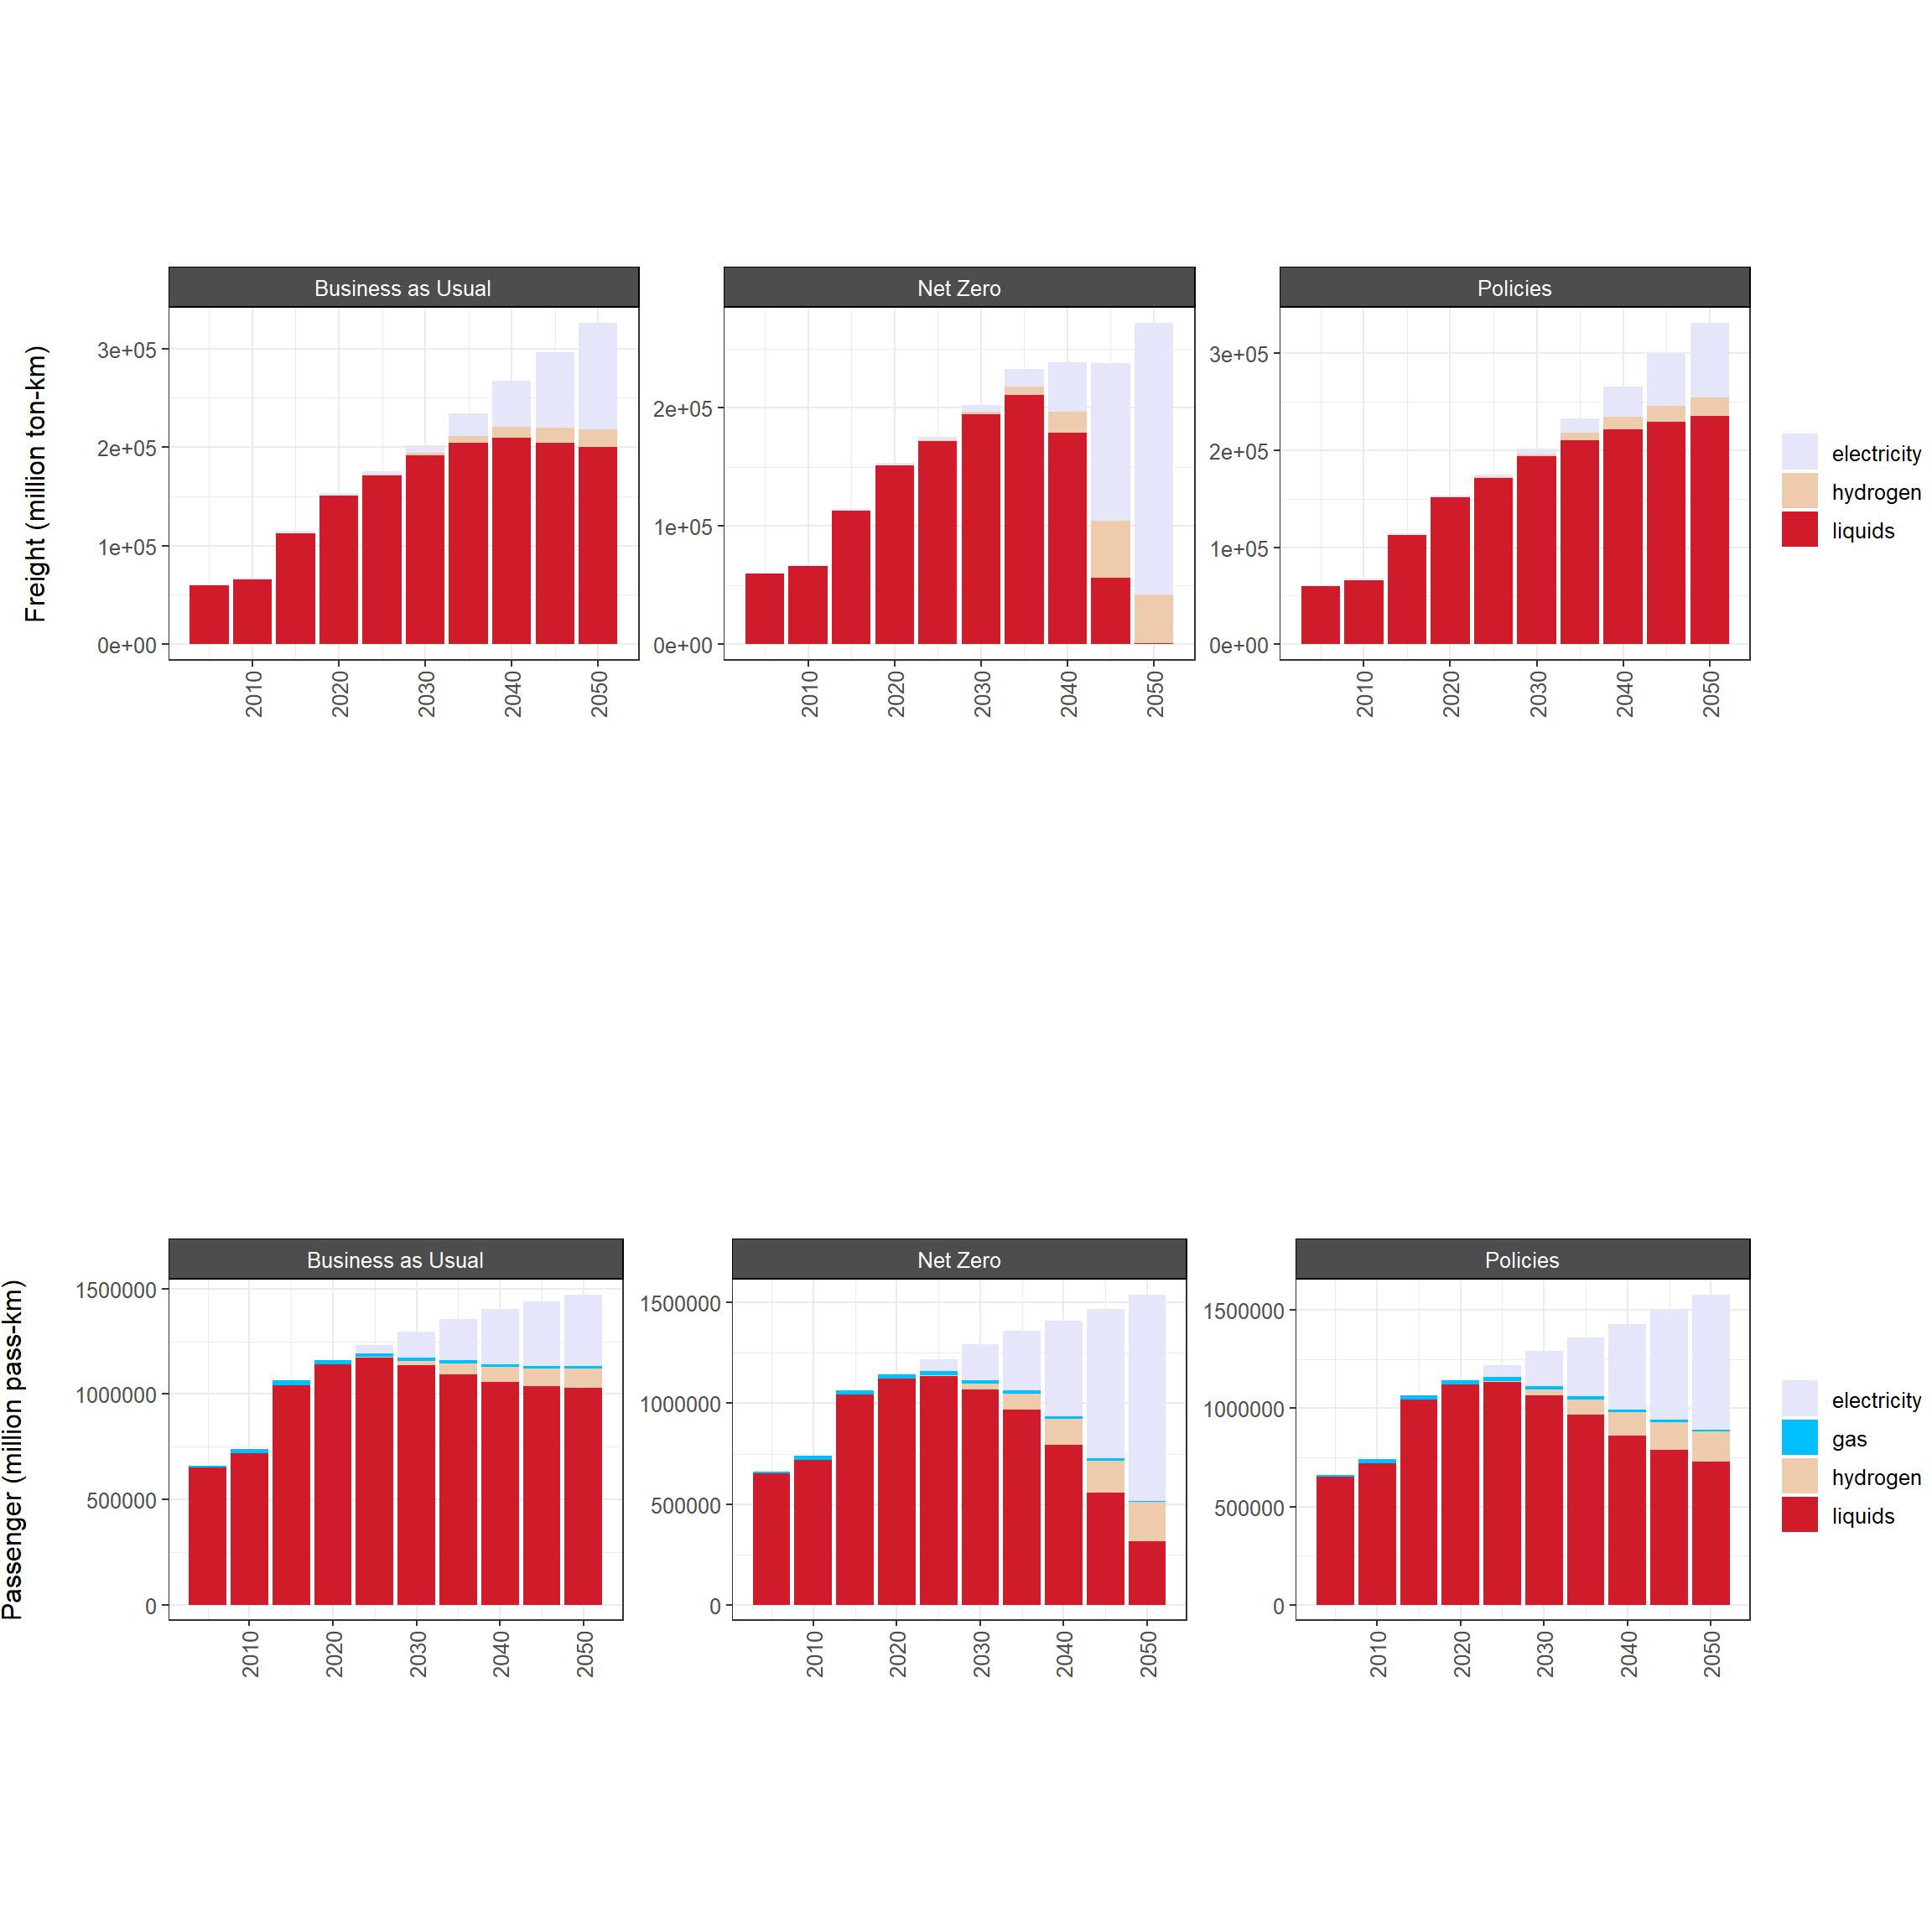 Business as Usual
Net Zero
Policies
Freight (million ton-km)
3e+05
2e+05
1e+05
0e+00
2010
2020
2030
2040
2050
2e+05
1e+05
0e+00
2010
2020
2030
2040
2050
3e+05
2e+05
1e+05
0e+00
2010
2020
2030
2040
2050
electricity
hydrogen
liquids
Business as Usual
Net Zero
Policies
Passenger (million pass-km)
1500000
1000000
500000
0
2010
2020
2030
2040
2050
1500000
1000000
500000
0
2010
2020
2030
2040
2050
1500000
1000000
500000
0
2010
2020
2030
2040
2050
electricity
gas
hydrogen
liquids